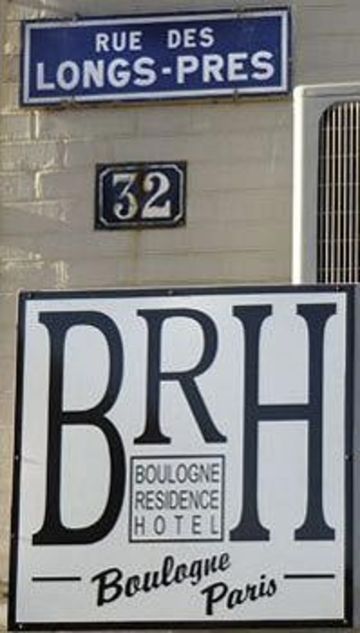 RUE DES
LONGS-PRES
32
BRH
BOULOGNE
RESIDENCE
HOTEL
Boulogne
Paris